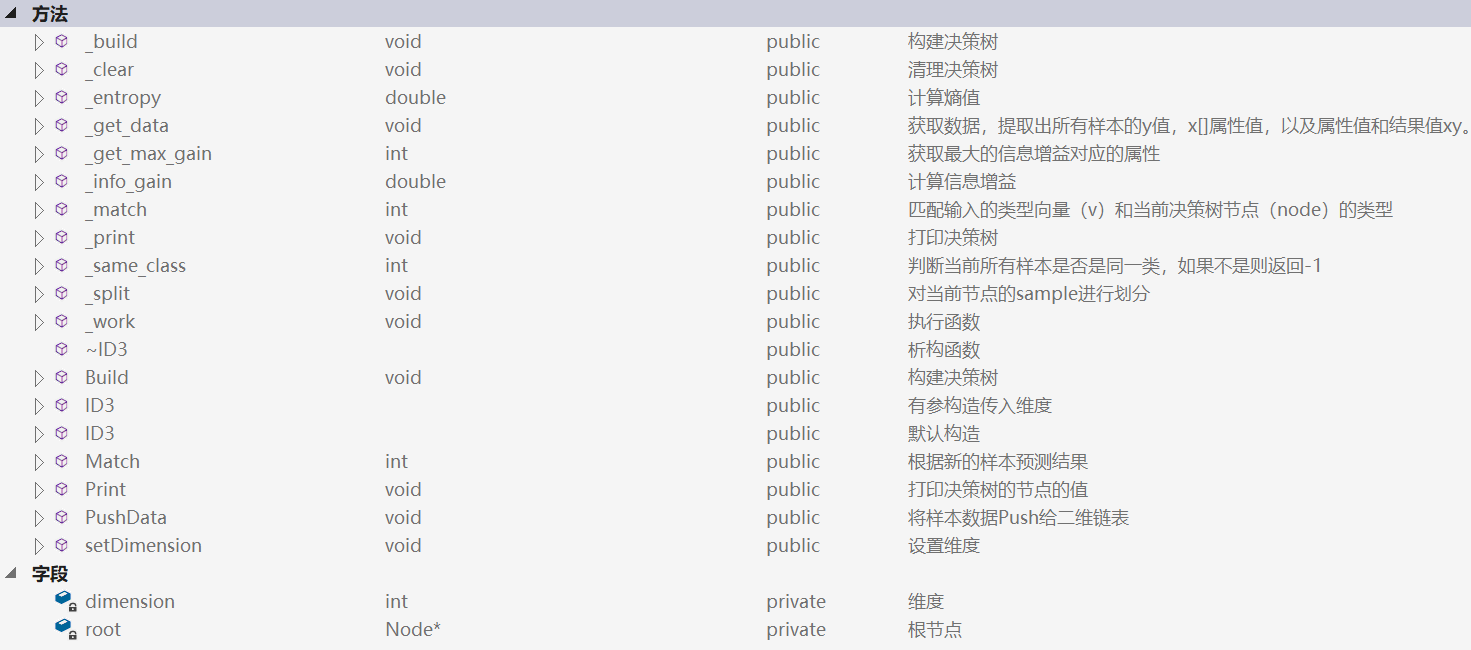 方法
_build void public 构建决策树
_clear void public 清理决策树
_entropy double public 计算熵值
_get_data void public 获取数据，提取出所有样本的y值，x[]属性值，以及属性值和结果值xy。
_get_max_gain int public 获取最大的信息增益对应的属性
_info_gain double public 计算信息增益
_match int public 匹配输入的类型向量（v）和当前决策树节点（node）的类型
_print void public 打印决策树
_same_class int public 判断当前所有样本是否是同一类，如果不是则返回-1
_split void public 对当前节点的sample进行划分
_work void public 执行函数
~ID3 public 析构函数
Build void public 构建决策树
ID3 public 有参构造传入维度
ID3 public 默认构造
Match int public 根据新的样本预测结果
Print void public 打印决策树的节点的值
PushData void public 将样本数据Push给二维链表
setDimension void public 设置维度
字段
dimension int private 维度
root Node* private 根节点